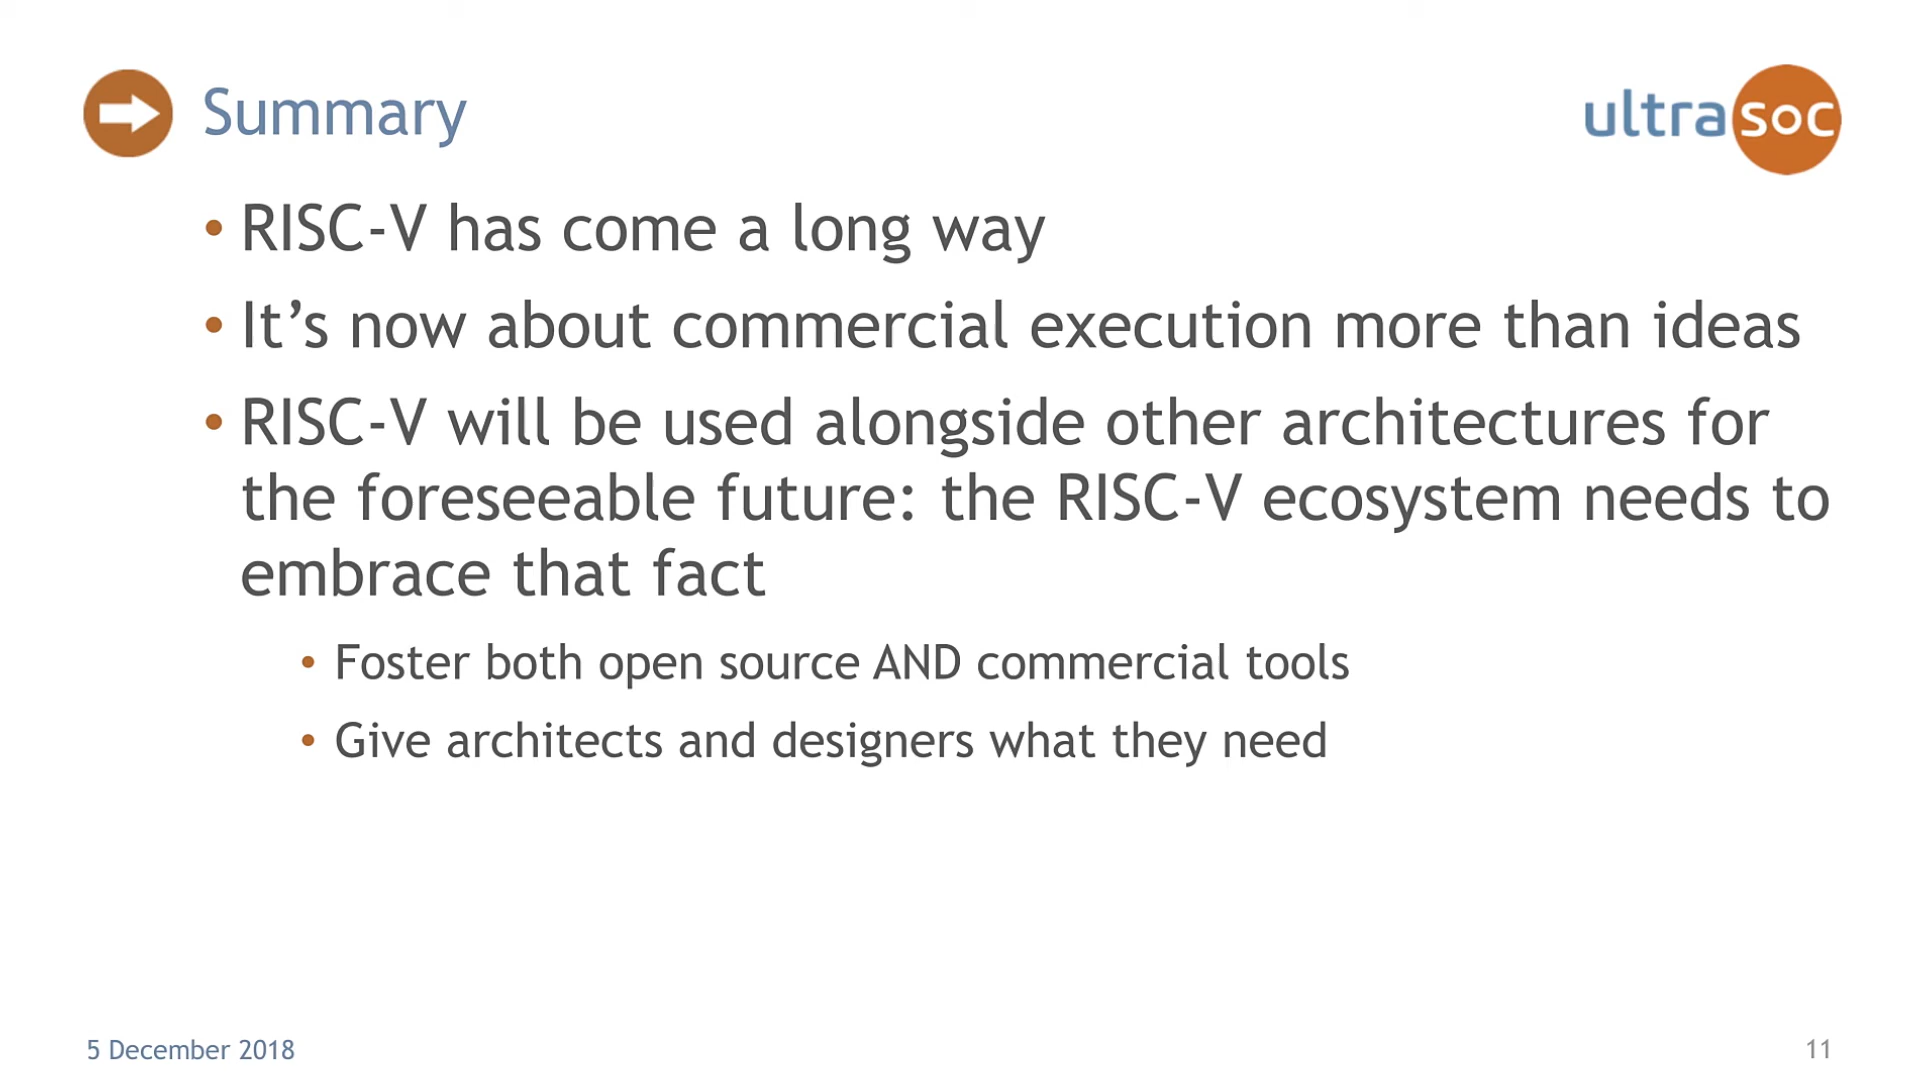 Summary
ultrasoc
• RISC-V has come a long way
• It’s now about commercial execution more than ideas
• RISC-V will be used alongside other architectures for
the foreseeable future: the RISC-V ecosystem needs to
embrace that fact
• Foster both open source AND commercial tools
• Give architects and designers what they need
5 December 2018
11